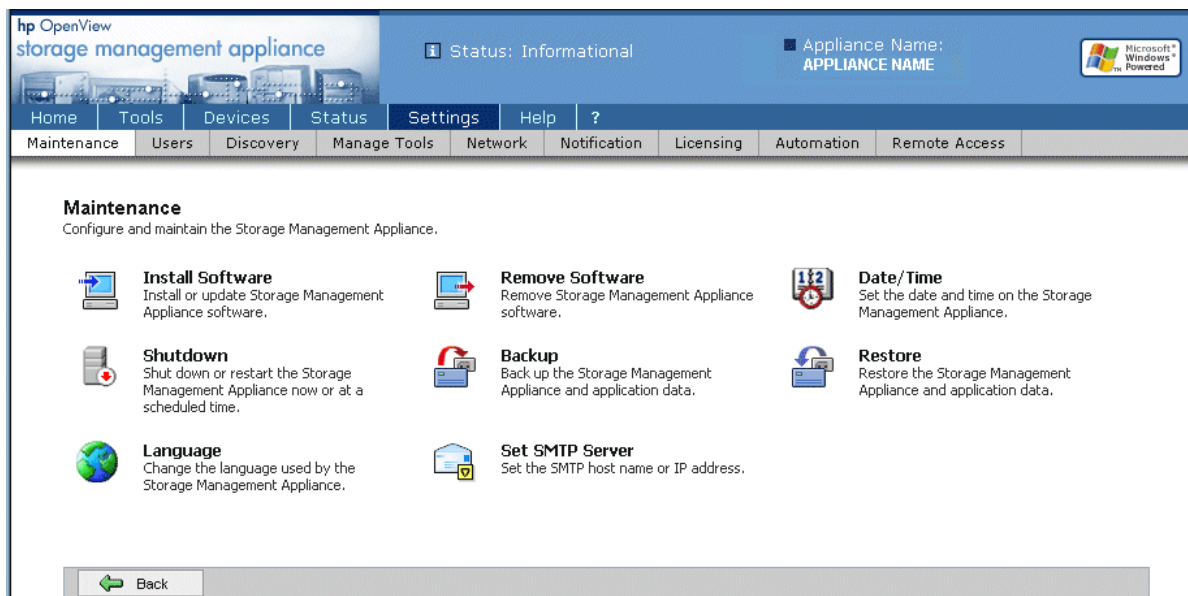 hp OpenView
storage management appliance
i Status: Informational
Appliance Name:
APPLIANCE NAME
Microsoft®
Windows®
Powered
TM
Home Tools Devices Status Settings Help ?
Maintenance Users Discovery Manage Tools Network Notification Licensing Automation Remote Access
Maintenance
Configure and maintain the Storage Management Appliance.
Install Software
Install or update Storage Management
Appliance software.
Remove Software
Remove Storage Management Appliance
software.
12
Date/Time
Set the date and time on the Storage
Management Appliance.
Shutdown
Shut down or restart the Storage
Management Appliance now or at a
scheduled time.
Backup
Back up the Storage Management
Appliance and application data.
Restore
Restore the Storage Management
Appliance and application data.
Language
Change the language used by the
Storage Management Appliance.
Set SMTP Server
Set the SMTP host name or IP address.
Back